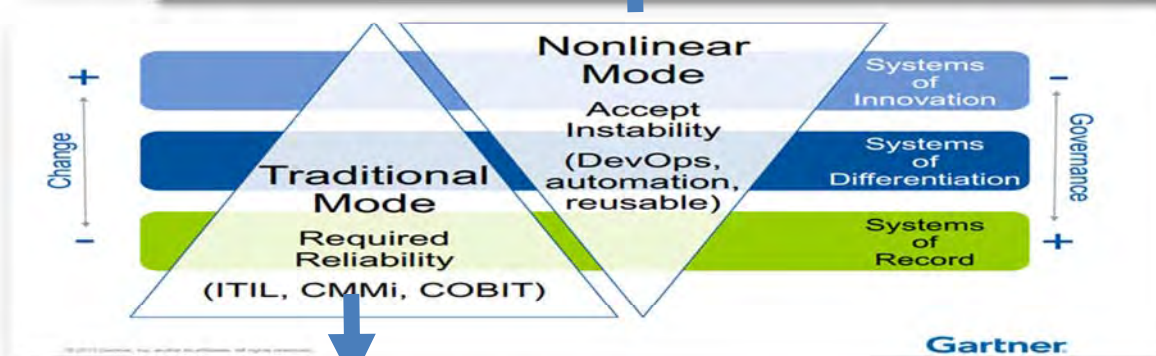 Nonlinear
Mode
Accept
Instability
(DevOps,
automation,
reusable)
Traditional
Mode
Required
Reliability
(ITIL, CMMi, COBIT)
Systems
of
Innovation
Systems
of
Differentiation
Systems
of
Record
+
Change
-
-
Governance
+
Gartner